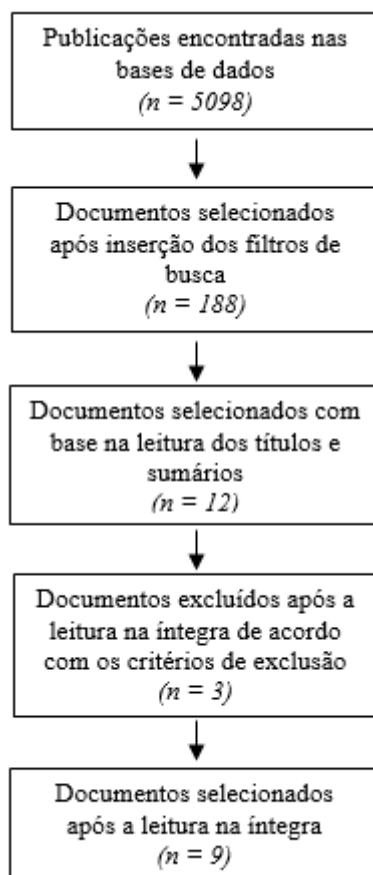 Publicações encontradas nas
bases de dados
(n = 5098)
Documentos selecionados
após inserção dos filtros de
busca
(n = 188)
Documentos selecionados com
base na leitura dos títulos e
sumários
(n = 12)
Documentos excluídos após a
leitura na íntegra de acordo
com os critérios de exclusão
(n = 3)
Documentos selecionados
após a leitura na íntegra
(n = 9)